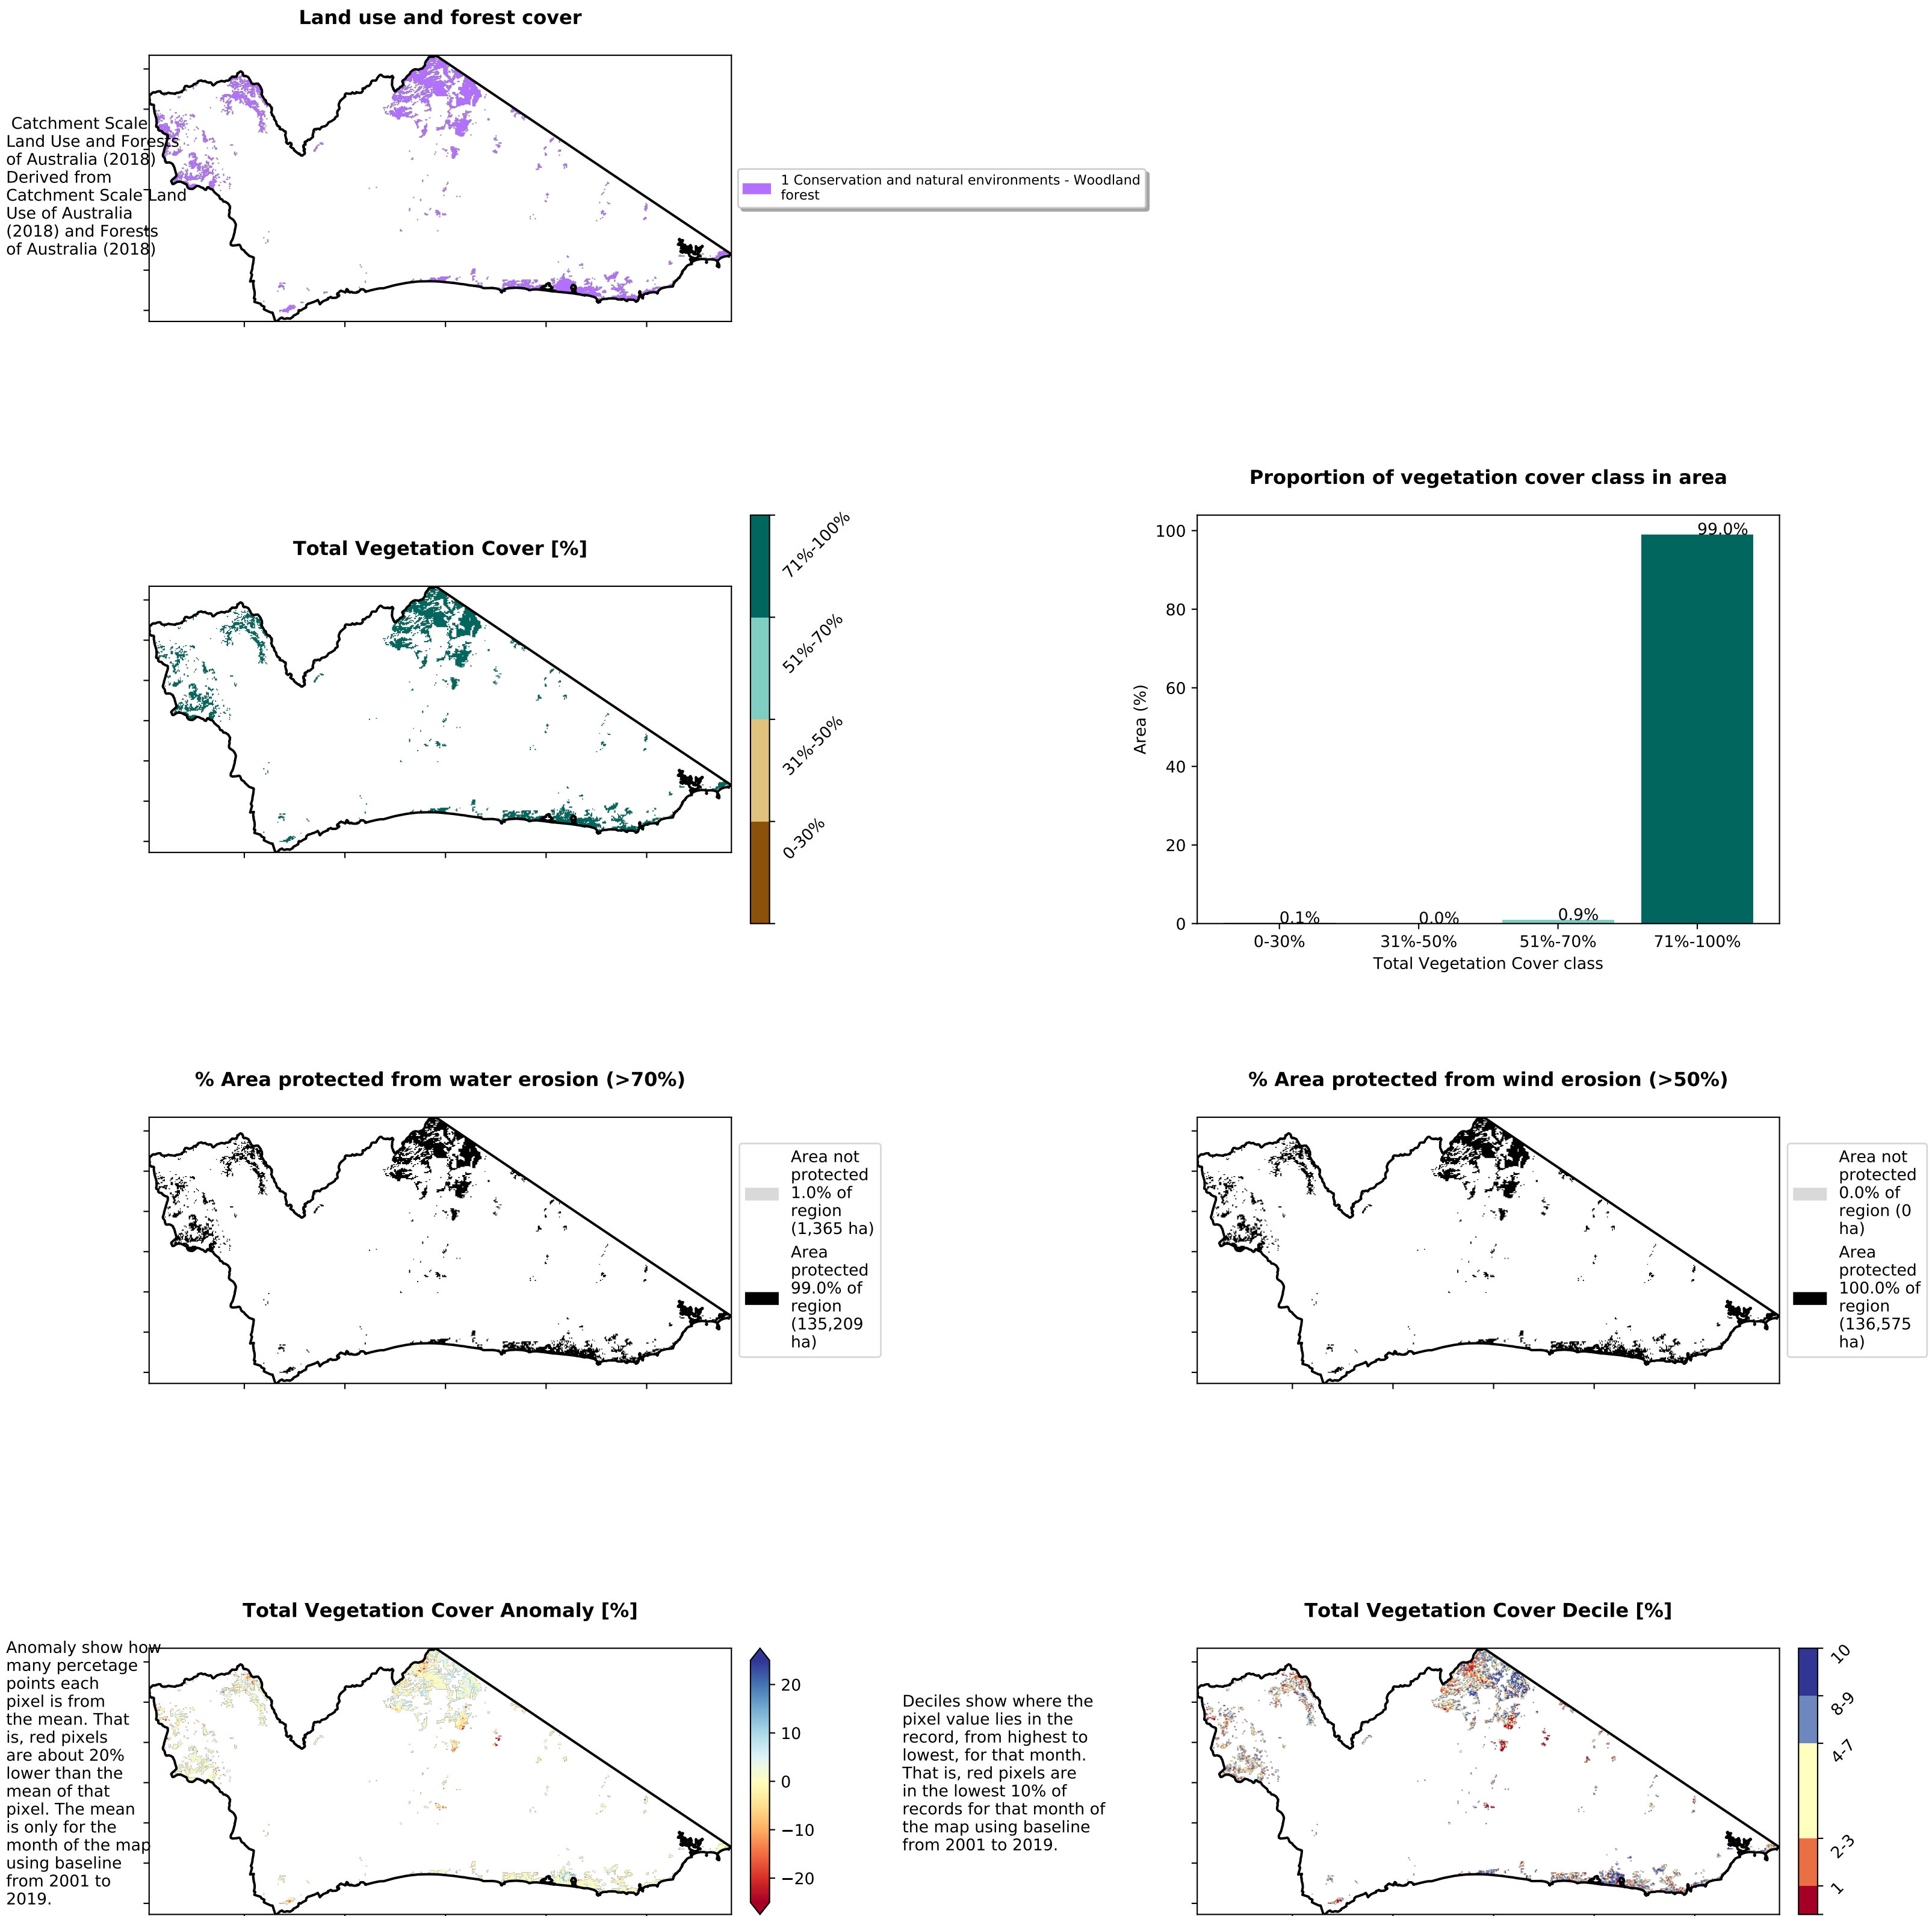 Land use and forest cover
Catchment Scale
Land Use and Forests
of Australia (2018)
Derived from
Catchment Scale Land
Use of Australia
(2018) and Forests
of Australia (2018)
1 Conservation and natural environments - Woodland
forest
Total Vegetation Cover [%]
71%-100%
51%-70%
31%-50%
0-30%
Proportion of vegetation cover class in area
Area (%)
100
80
60
40
20
0
0.1%
0.0%
0.9%
99.0%
0-30%
31%-50%
51%-70%
71%-100%
Total Vegetation Cover class
% Area protected from water erosion (>70%)
Area not
protected
1.0% of
region
(1,365 ha)
Area
protected
99.0% of
region
(135,209
ha)
% Area protected from wind erosion (>50%)
Area not
protected
0.0% of
region (0
ha)
Area
protected
100.0% of
region
(136,575
ha)
Total Vegetation Cover Anomaly [%]
Anomaly show how
many percetage
points each
pixel is from
the mean. That
is, red pixels
are about 20%
lower than the
mean of that
pixel. The mean
is only for the
month of the map
using baseline
from 2001 to
2019.
20
10
0
−10
−20
Total Vegetation Cover Decile [%]
Deciles show where the
pixel value lies in the
record, from highest to
lowest, for that month.
That is, red pixels are
in the lowest 10% of
records for that month of
the map using baseline
from 2001 to 2019.
10
8-9
4-7
2-3
1